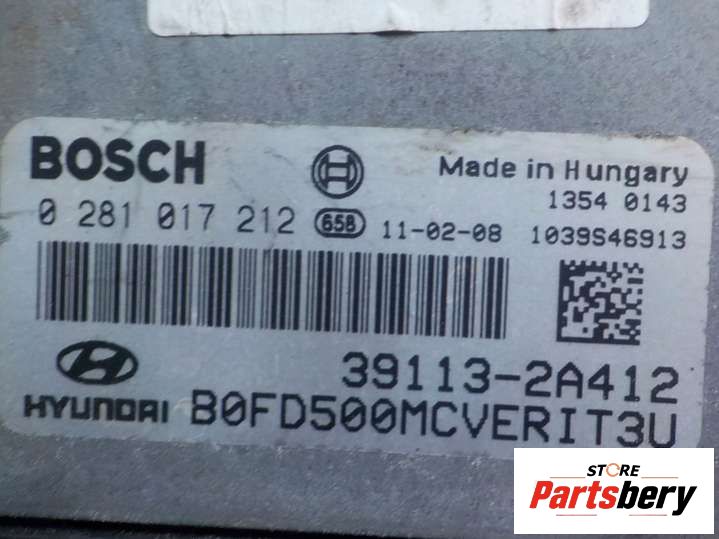 BOSCH
Made in Hungary
1354 0143
0 281 017 212 658 11-02-08 1039S46913
39113-2A412
HYUNDAI B0FD500MCVERIT3U
STORE
Partsbery